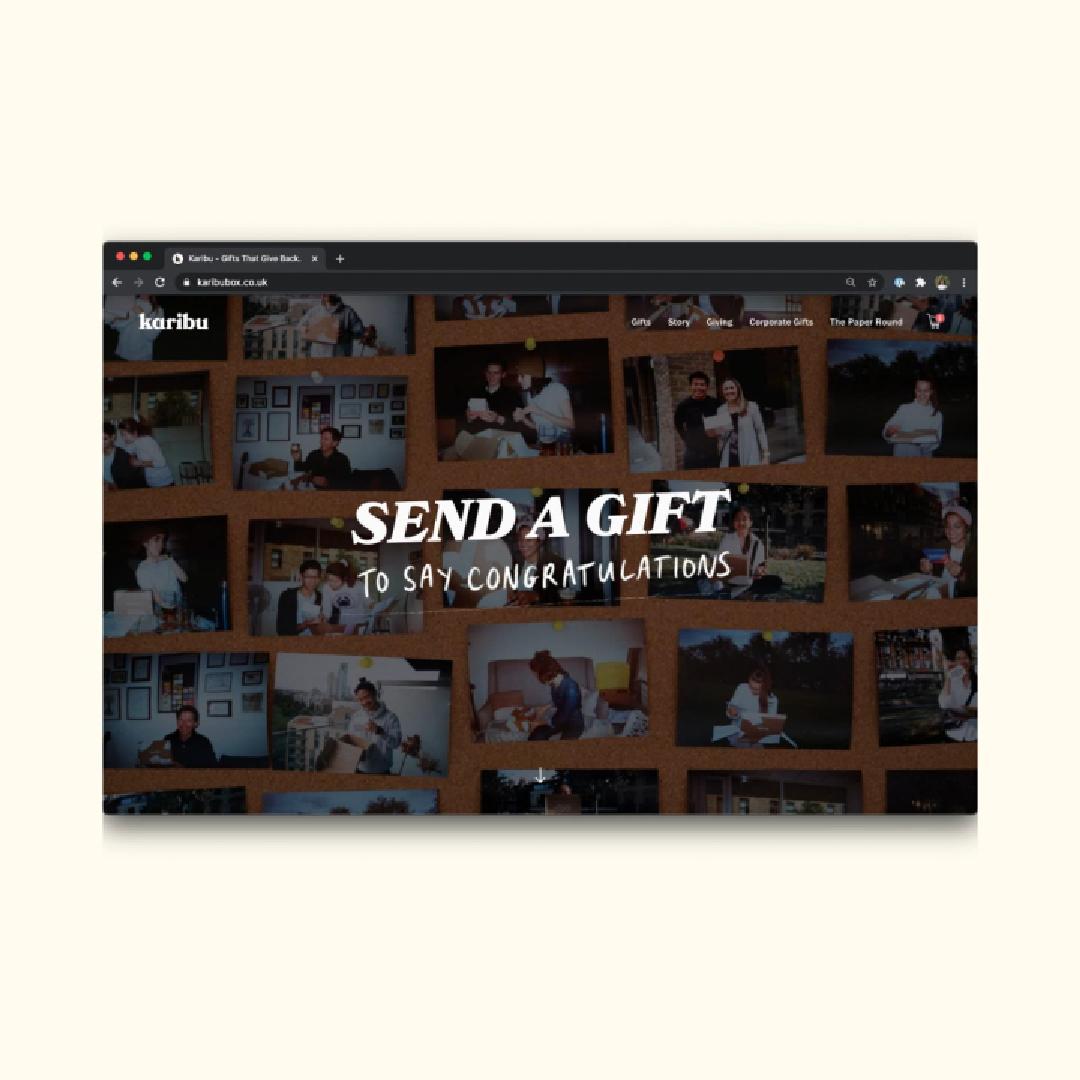 Karibu - Gifts That Give Back.
karibubox.co.uk
karibu
Gifts Story Giving Corporate Gifts The Paper Round
SEND A GIFT
TO SAY CONGRATULATIONS